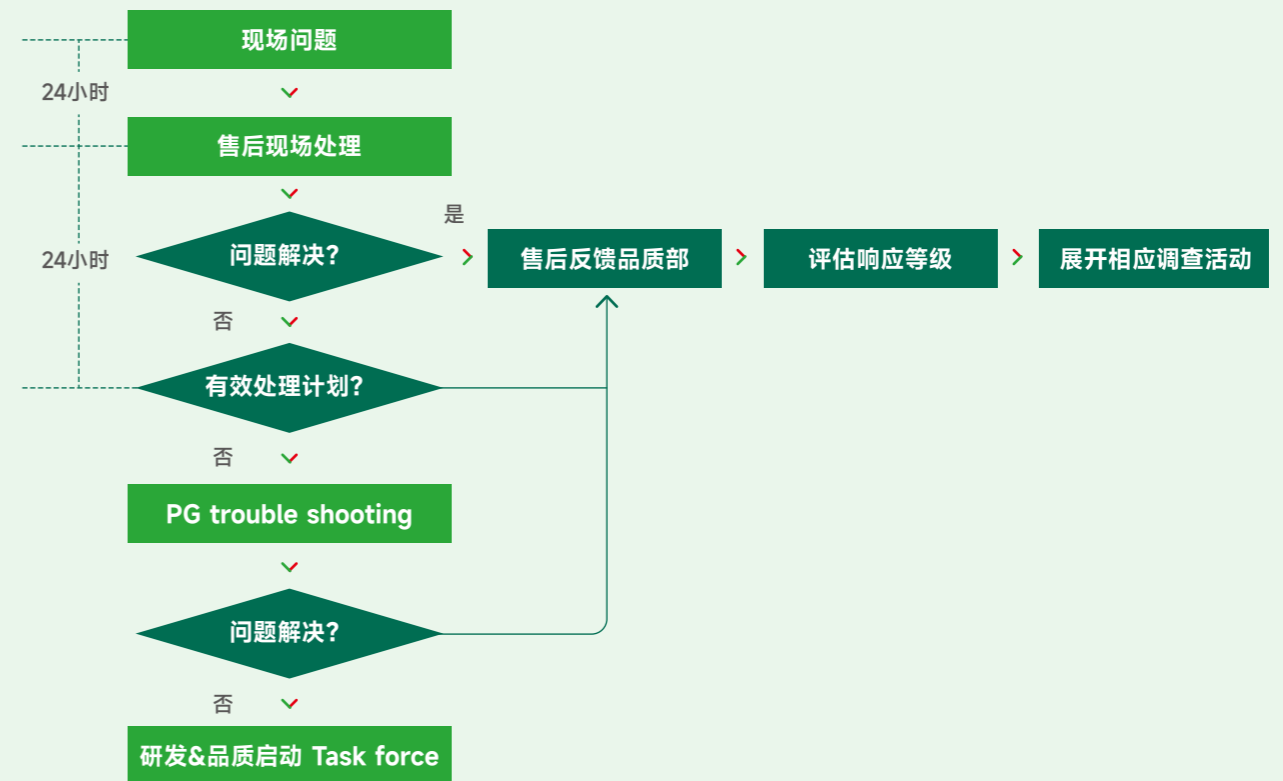 现场问题
24小时
售后现场处理
是
问题解决?
售后反馈品质部
评估响应等级
展开相应调查活动
24小时
否
有效处理计划?
否
PG trouble shooting
问题解决?
否
研发&品质启动 Task force